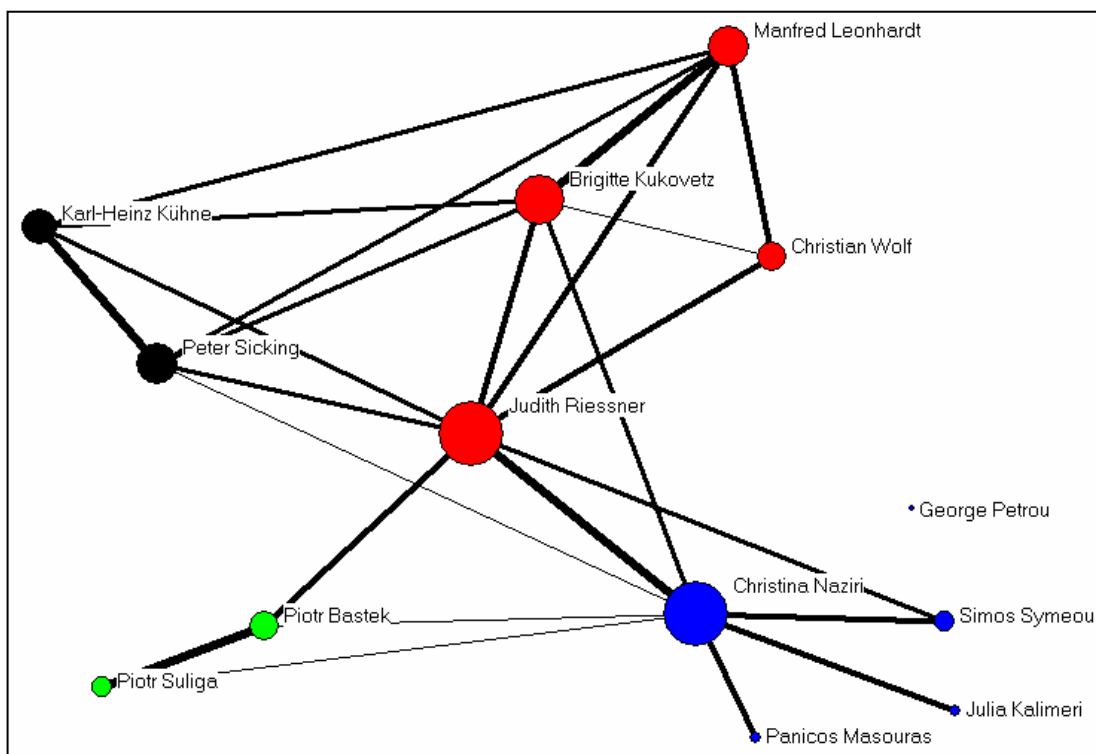 Manfred Leonhardt
Brigitte Kukovetz
Karl-Heinz Kühne
Christian Wolf
Peter Sicking
Judith Riessner
George Petrou
Christina Naziri
Piotr Bastek
Simos Symeou
Piotr Suliga
Julia Kalimeri
Panicos Masouras